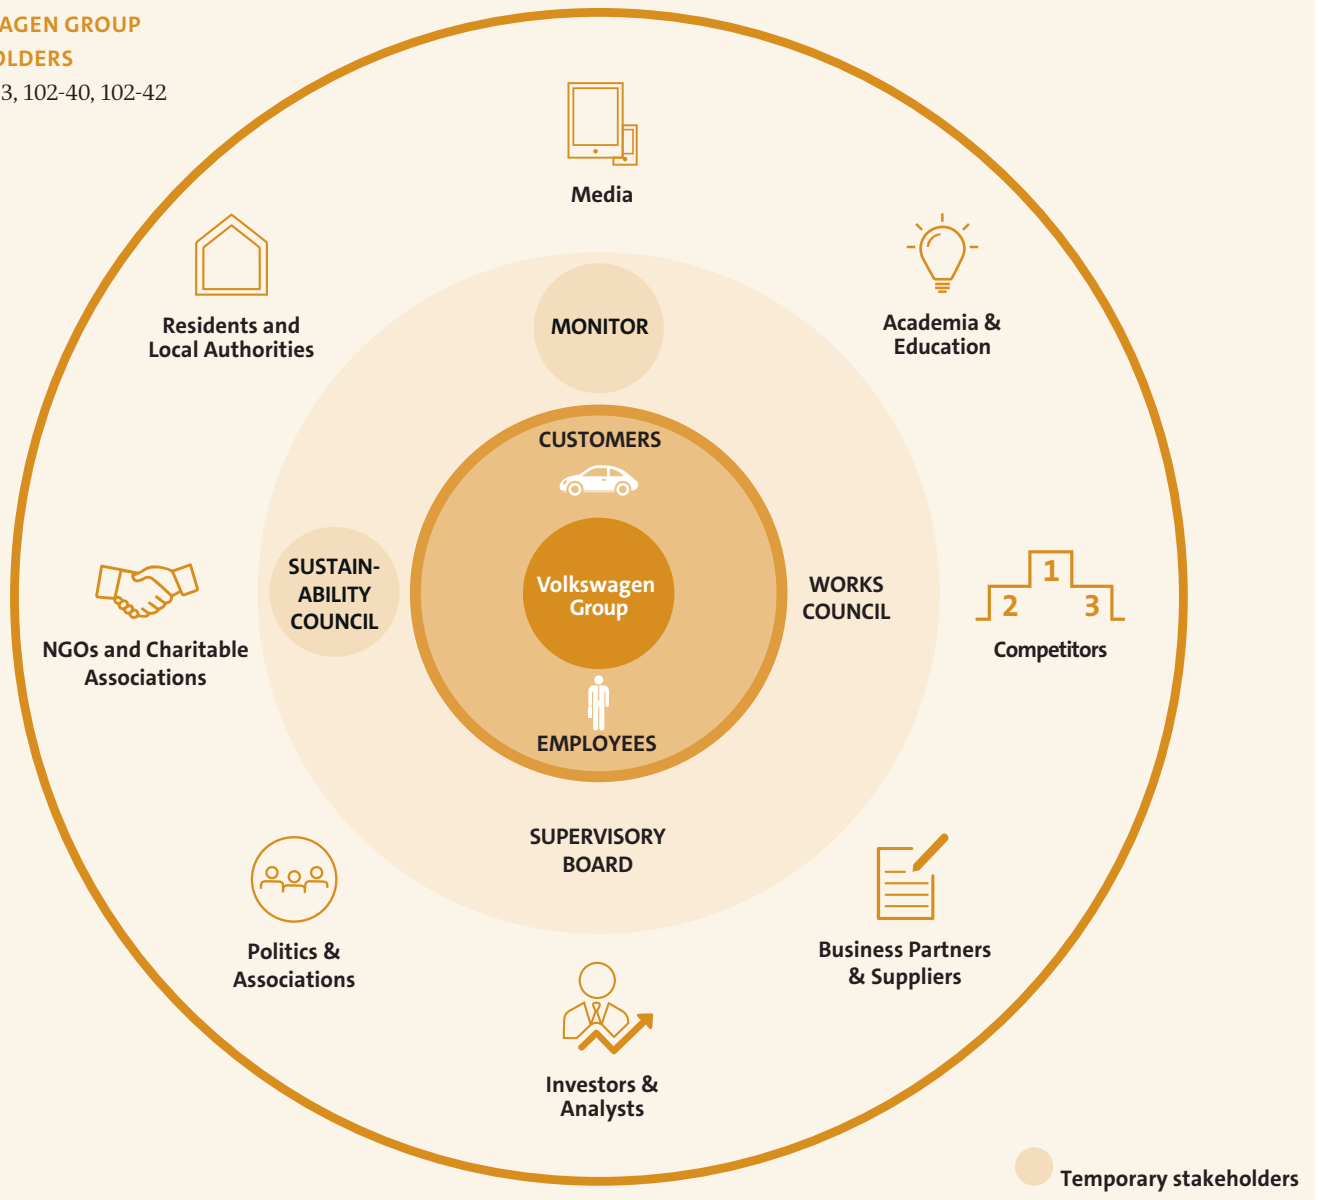 AGEN GROUP
OLDERS
3, 102-40, 102-42
Media
Residents and
Local Authorities
Academia &
Education
MONITOR
CUSTOMERS
SUSTAIN-
ABILITY
COUNCIL
Volkswagen
Group
WORKS
COUNCIL
1
2
3
NGOs and Charitable
Associations
Competitors
EMPLOYEES
SUPERVISORY
BOARD
Politics &
Associations
Business Partners
& Suppliers
Investors &
Analysts
Temporary stakeholders